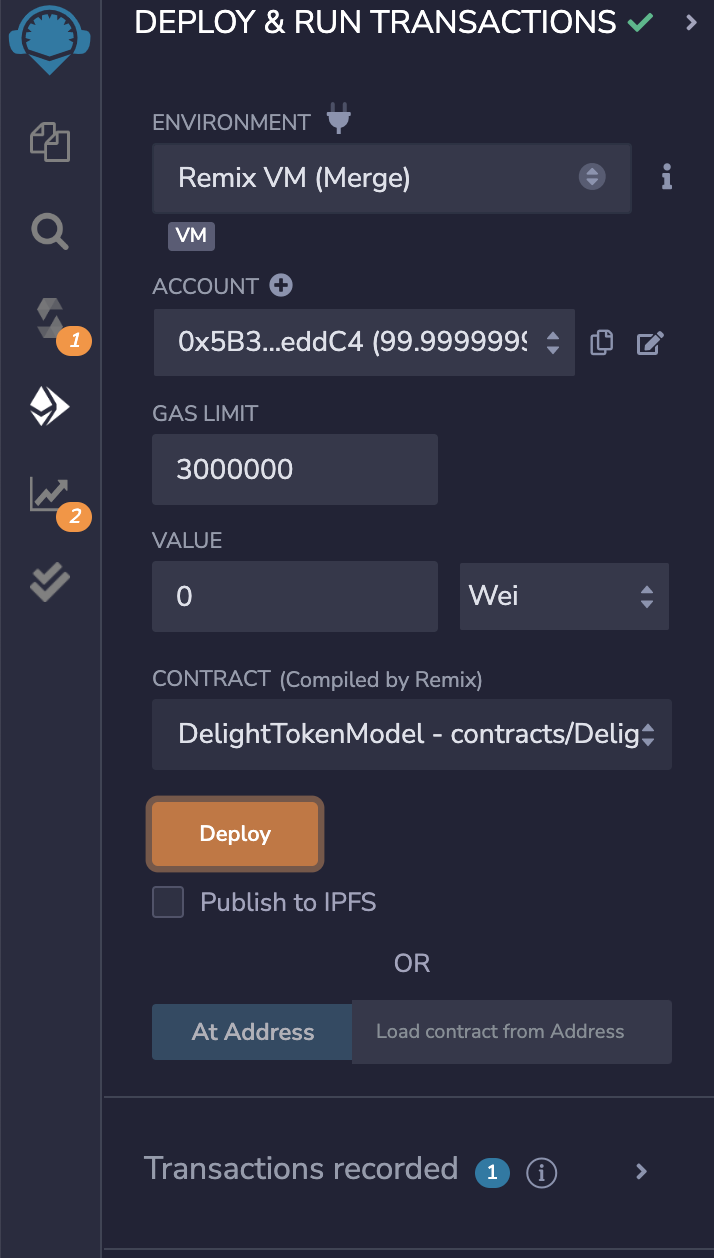 DEPLOY & RUN TRANSACTIONS
ENVIRONMENT
Remix VM (Merge)
VM
ACCOUNT
0x5B3...eddC4 (99.9999999
1
GAS LIMIT
3000000
2
VALUE
0 Wei
CONTRACT (Compiled by Remix)
DelightTokenModel - contracts/Delig
Deploy
Publish to IPFS
OR
At Address Load contract from Address
Transactions recorded 1 i